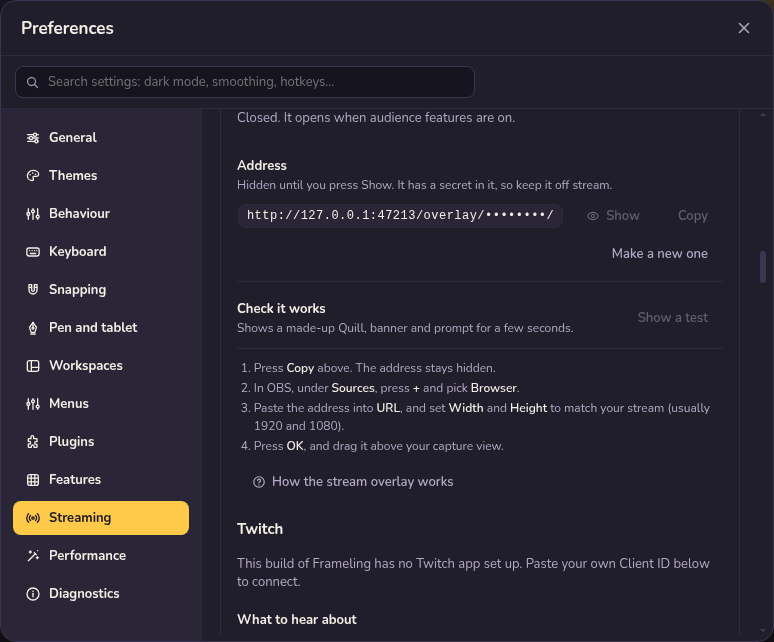 Preferences
Search settings: dark mode, smoothing, hotkeys...
General
Themes
Behaviour
Keyboard
Snapping
Pen and tablet
Workspaces
Menus
Plugins
Features
Streaming
Performance
Diagnostics
Closed. It opens when audience features are on.
Address
Hidden until you press Show. It has a secret in it, so keep it off stream.
http://127.0.0.1:47213/overlay/••••••••/
Show
Copy
Make a new one
Check it works
Shows a made-up Quill, banner and prompt for a few seconds.
Show a test
1. Press Copy above. The address stays hidden.
2. In OBS, under Sources, press + and pick Browser.
3. Paste the address into URL, and set Width and Height to match your stream (usually
1920 and 1080).
4. Press OK, and drag it above your capture view.
How the stream overlay works
Twitch
This build of Frameling has no Twitch app set up. Paste your own Client ID below
to connect.
What to hear about